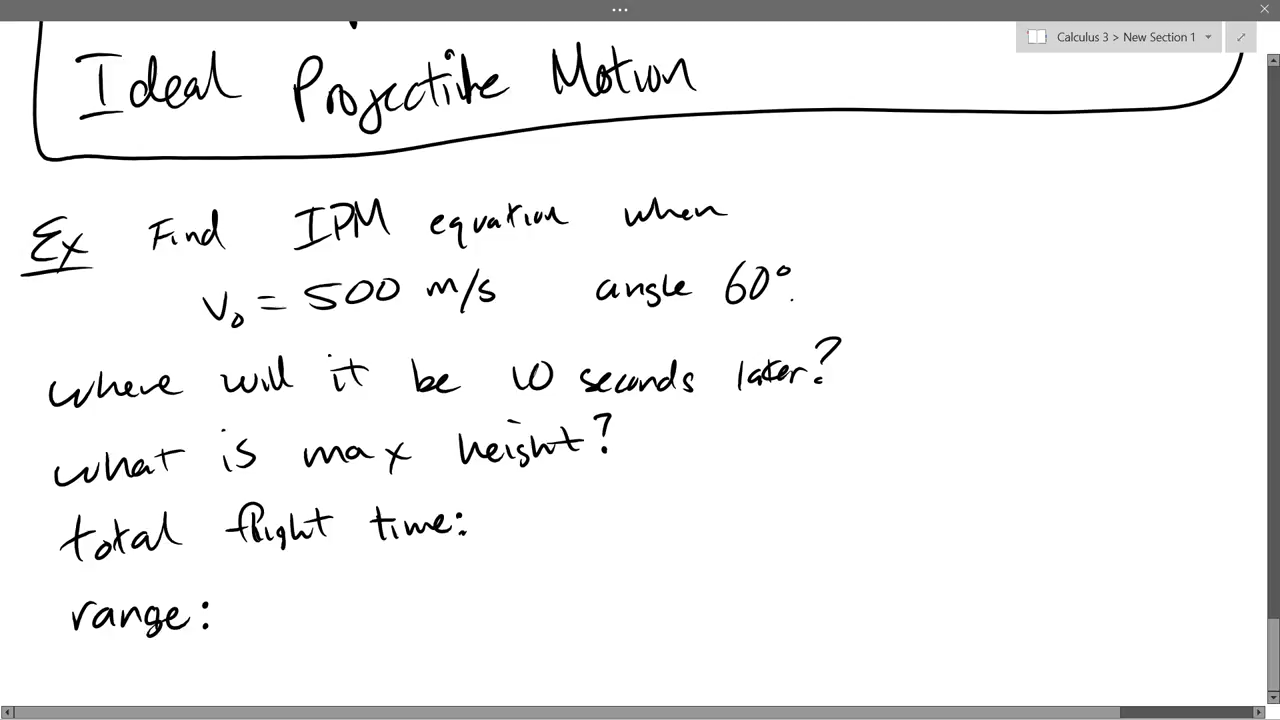 Calculus 3 > New Section 1
Ideal Projectile Motion
Ex Find IPM equation when
v₀ = 500 m/s angle 60°.
where will it be 10 seconds later?
what is max height?
total flight time:
range: